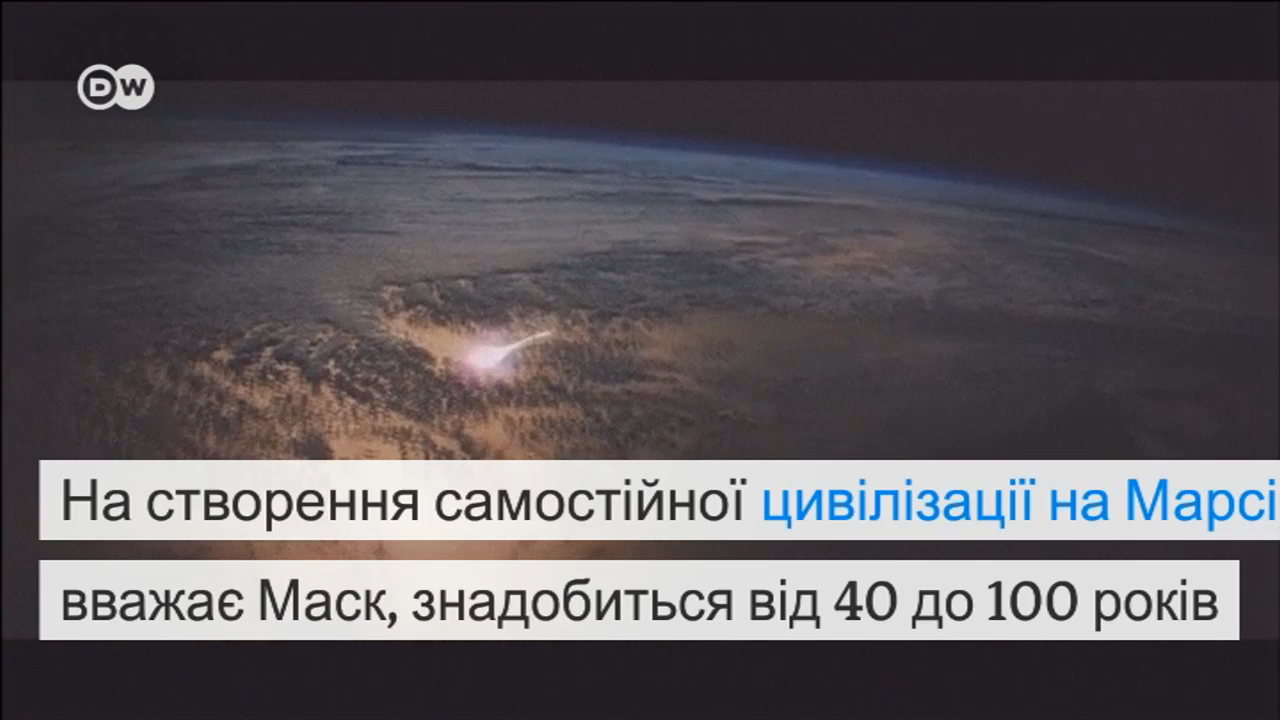 DW
На створення самостійної цивілізації на Марсі
вважає Маск, знадобиться від 40 до 100 років